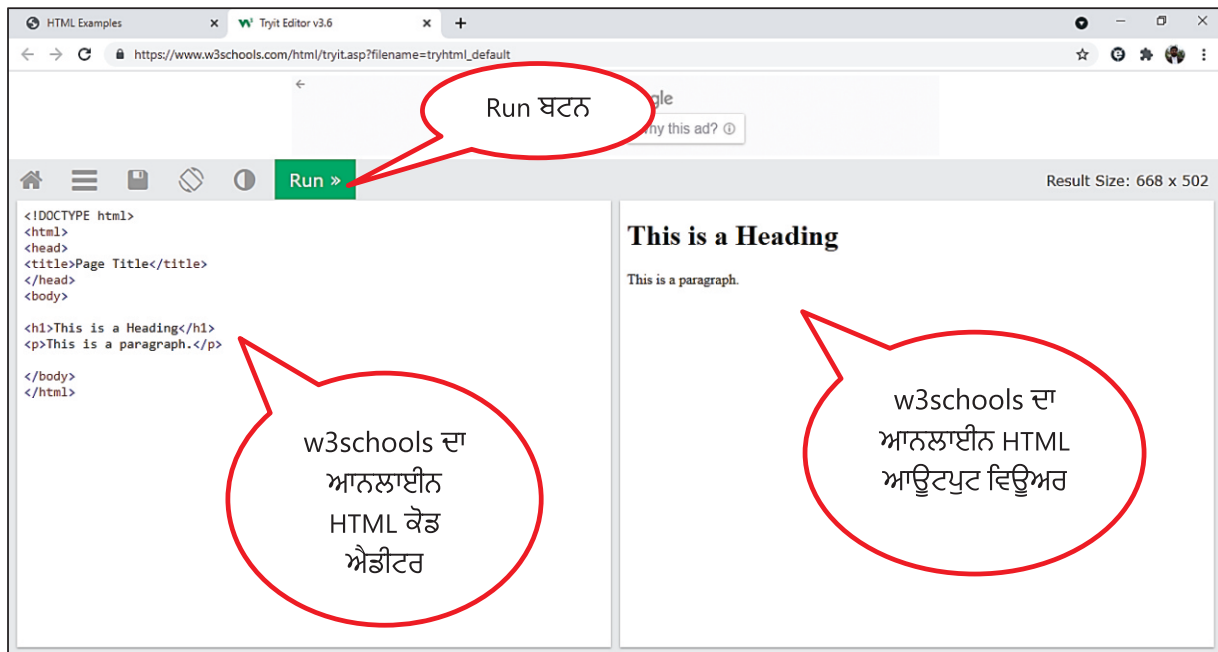 HTML Examples
Tryit Editor v3.6
https://www.w3schools.com/html/tryit.asp?filename=tryhtml_default
Run ਬਟਨ
this ad?
Run »
Result Size: 668 x 502
<!DOCTYPE html>
<html>
<head>
<title>Page Title</title>
</head>
<body>
<h1>This is a Heading</h1>
<p>This is a paragraph.</p>
</body>
</html>
w3schools ਦਾ
ਆਨਲਾਈਨ
HTML ਕੋਡ
ਐਡੀਟਰ
This is a Heading
This is a paragraph.
w3schools ਦਾ
ਆਨਲਾਈਨ HTML
ਆਊਟਪੁਟ ਵਿਊਅਰ